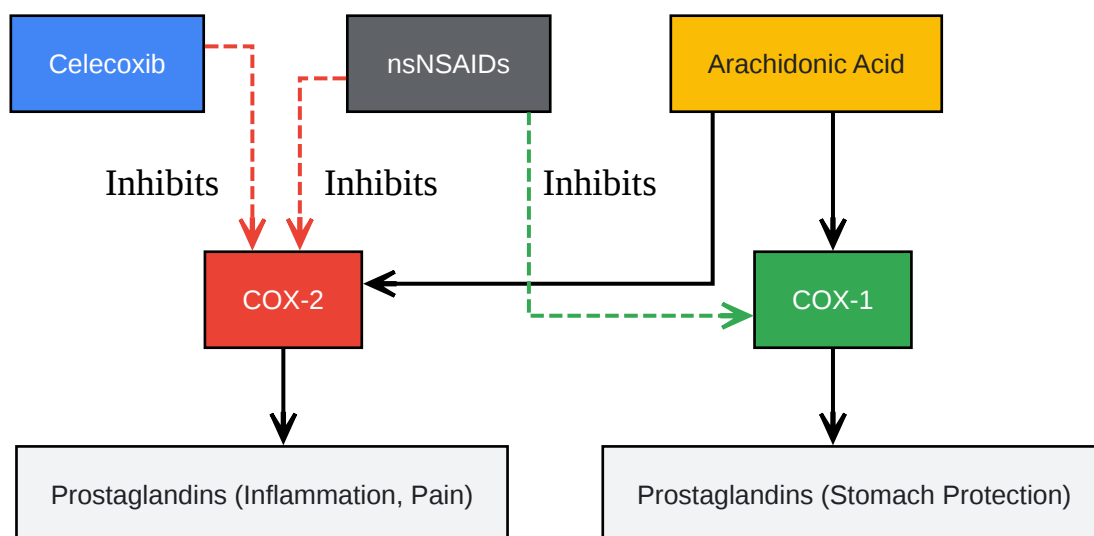 Celecoxib
nsNSAIDs
Arachidonic Acid
Inhibits
Inhibits
Inhibits
COX-2
COX-1
Prostaglandins (Inflammation, Pain)
Prostaglandins (Stomach Protection)